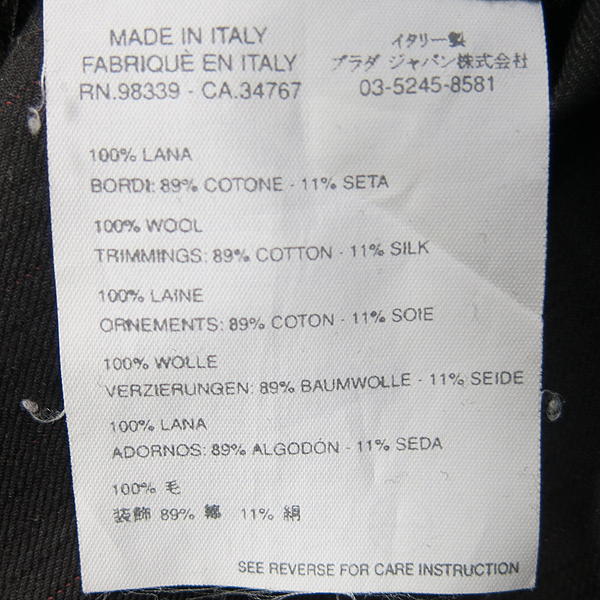 MADE IN ITALY
FABRIQUÈ EN ITALY
RN.98339 - CA.34767
イタリー製
プラダ ジャパン株式会社
03-5245-8581
100% LANA
BORDI: 89% COTONE - 11% SETA
100% WOOL
TRIMMINGS: 89% COTTON - 11% SILK
100% LAINE
ORNEMENTS: 89% COTON - 11% SOIE
100% WOLLE
VERZIERUNGEN: 89% BAUMWOLLE - 11% SEIDE
100% LANA
ADORNOS: 89% ALGODÓN - 11% SEDA
100% 毛
装飾 89% 綿 11% 絹
SEE REVERSE FOR CARE INSTRUCTION